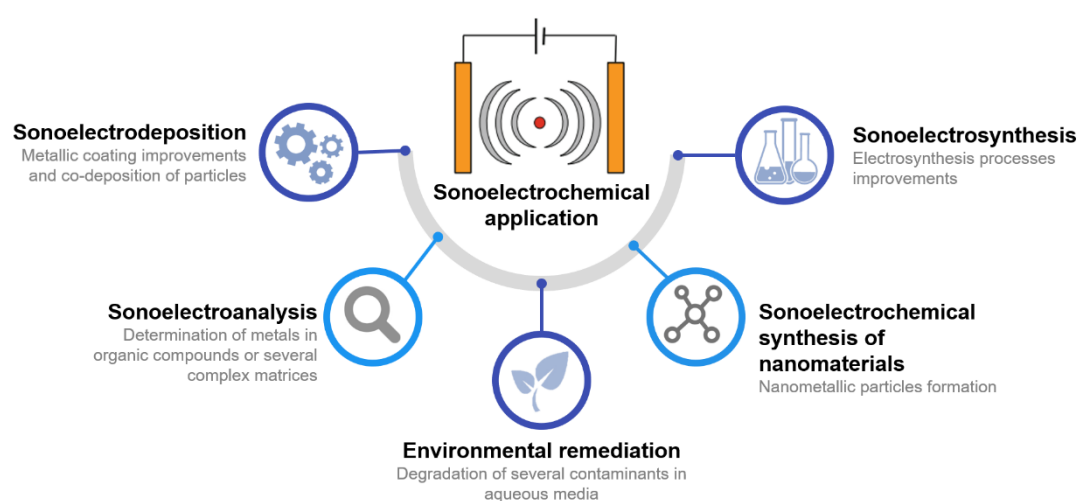 Sonoelectrochemical
application
Sonoelectrodeposition
Metallic coating improvements
and co-deposition of particles
Sonoelectroanalysis
Determination of metals in
organic compounds or several
complex matrices
Environmental remediation
Degradation of several contaminants in
aqueous media
Sonoelectrochemical
synthesis of
nanomaterials
Nanometallic particles formation
Sonoelectrosynthesis
Electrosynthesis processes
improvements